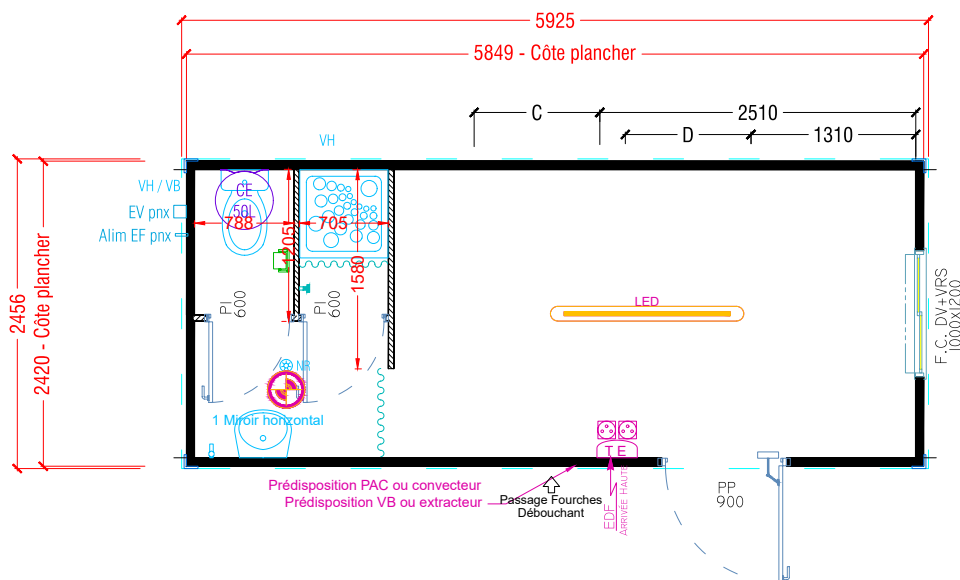 5925
5849 - Côte plancher
C
2510
D
1310
VH
VH / VB
EV pnx
Alim EF pnx
CE
50L
788
1205
705
1580
PI
600
PI
600
2456
2420 - Côte plancher
LED
F.C. DV+VRS
1000x1200
NR
1 Miroir horizontal
T E
Prédisposition PAC ou convecteur
Prédisposition VB ou extracteur
Passage Fourches
Débouchant
EDF
ARRIVÉE HAUTE
PP
900